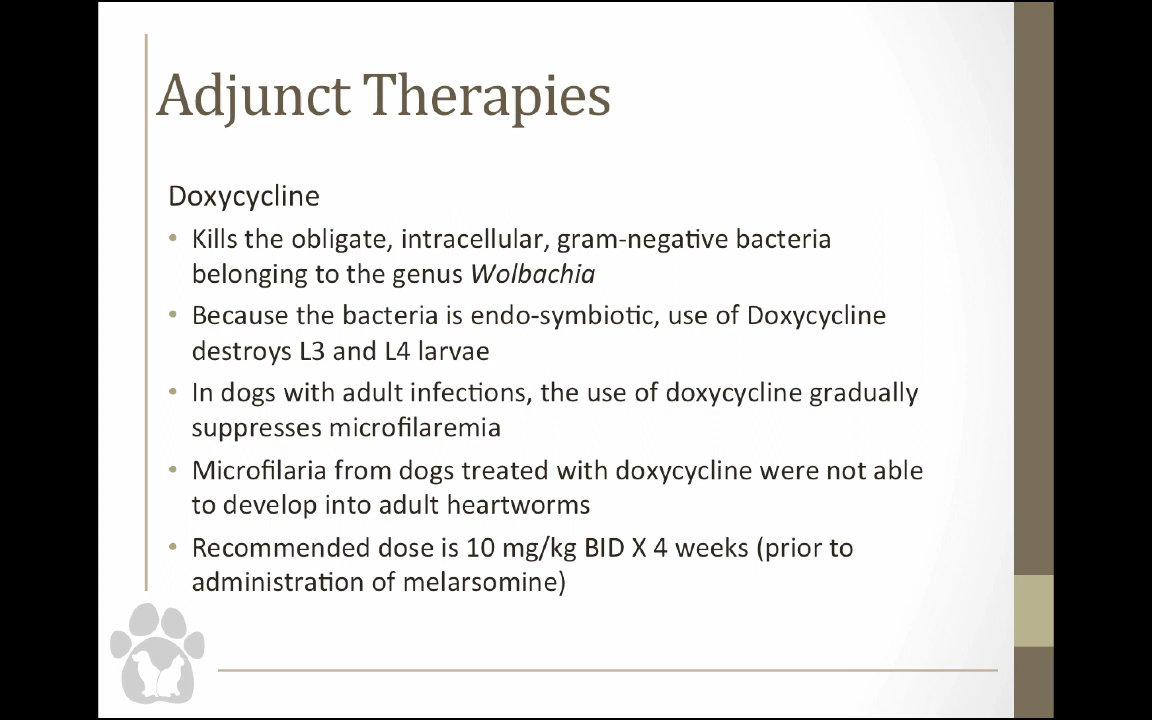 Adjunct Therapies
Doxycycline
• Kills the obligate, intracellular, gram-negative bacteria
belonging to the genus Wolbachia
• Because the bacteria is endo-symbiotic, use of Doxycycline
destroys L3 and L4 larvae
• In dogs with adult infections, the use of doxycycline gradually
suppresses microfilaremia
• Microfilaria from dogs treated with doxycycline were not able
to develop into adult heartworms
• Recommended dose is 10 mg/kg BID X 4 weeks (prior to
administration of melarsomine)